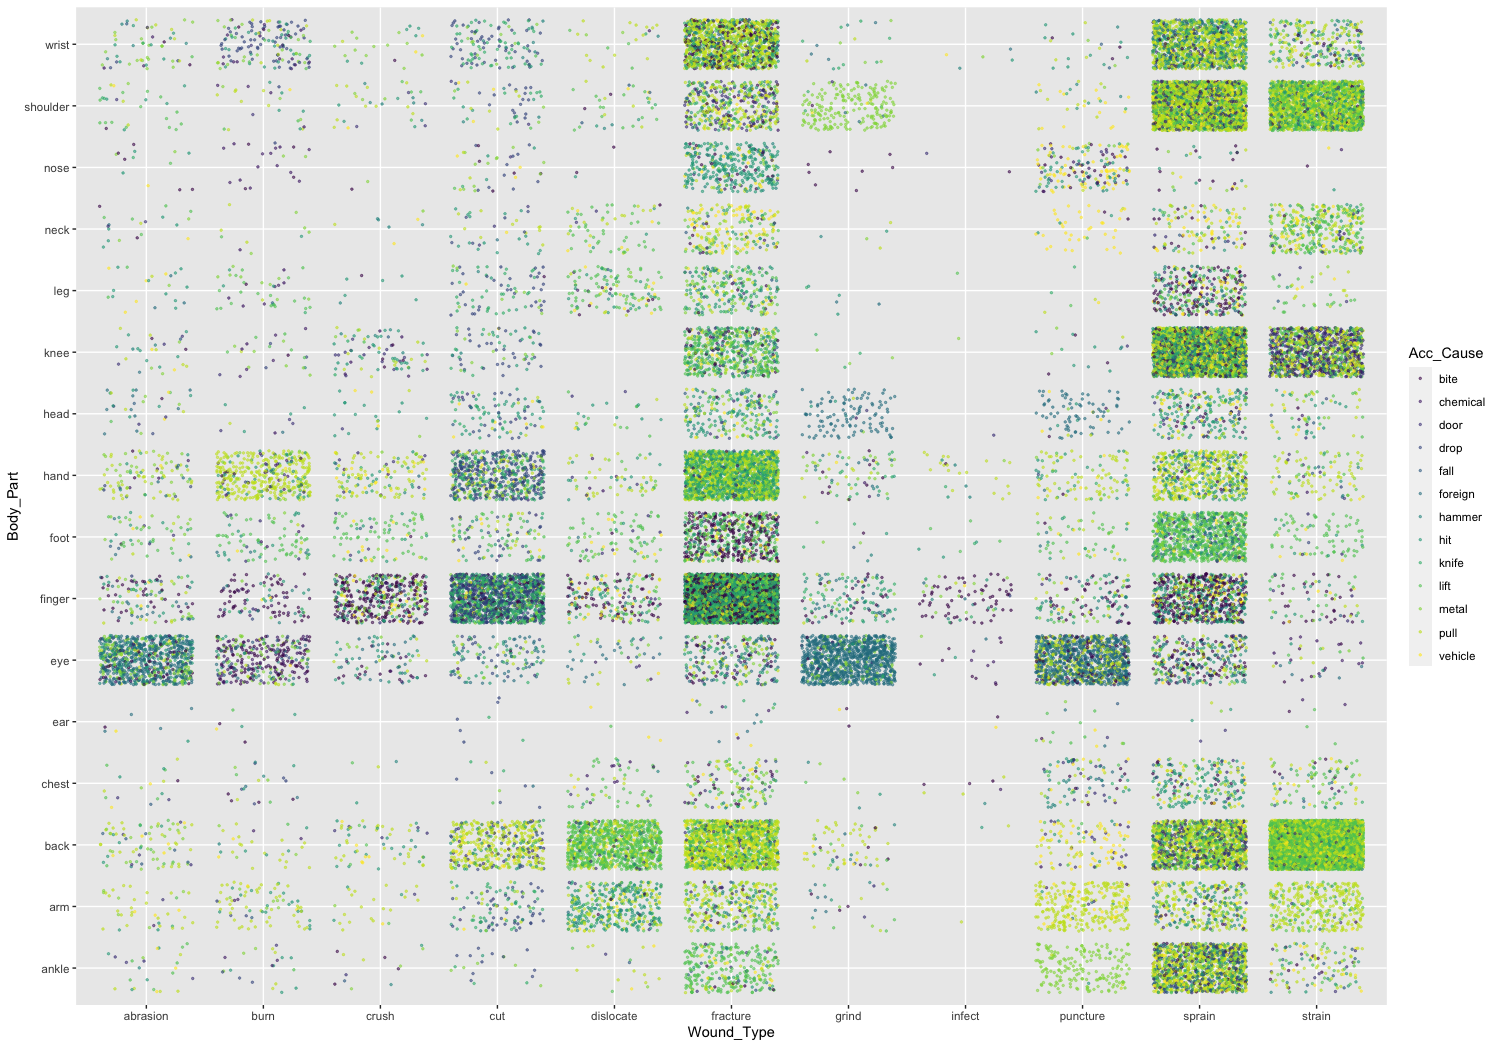 wrist
shoulder
nose
neck
leg
knee
head
hand
foot
finger
eye
ear
chest
back
arm
ankle
Body_Part
abrasion burn crush cut dislocate fracture grind infect puncture sprain strain
Wound_Type
Acc_Cause
bite
chemical
door
drop
fall
foreign
hammer
hit
knife
lift
metal
pull
vehicle